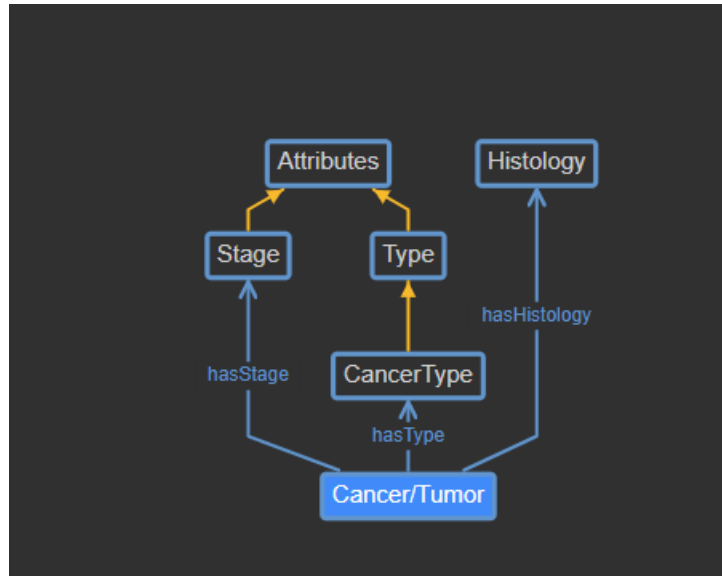 Attributes
Histology
Stage
Type
hasHistology
hasStage
CancerType
hasType
Cancer/Tumor